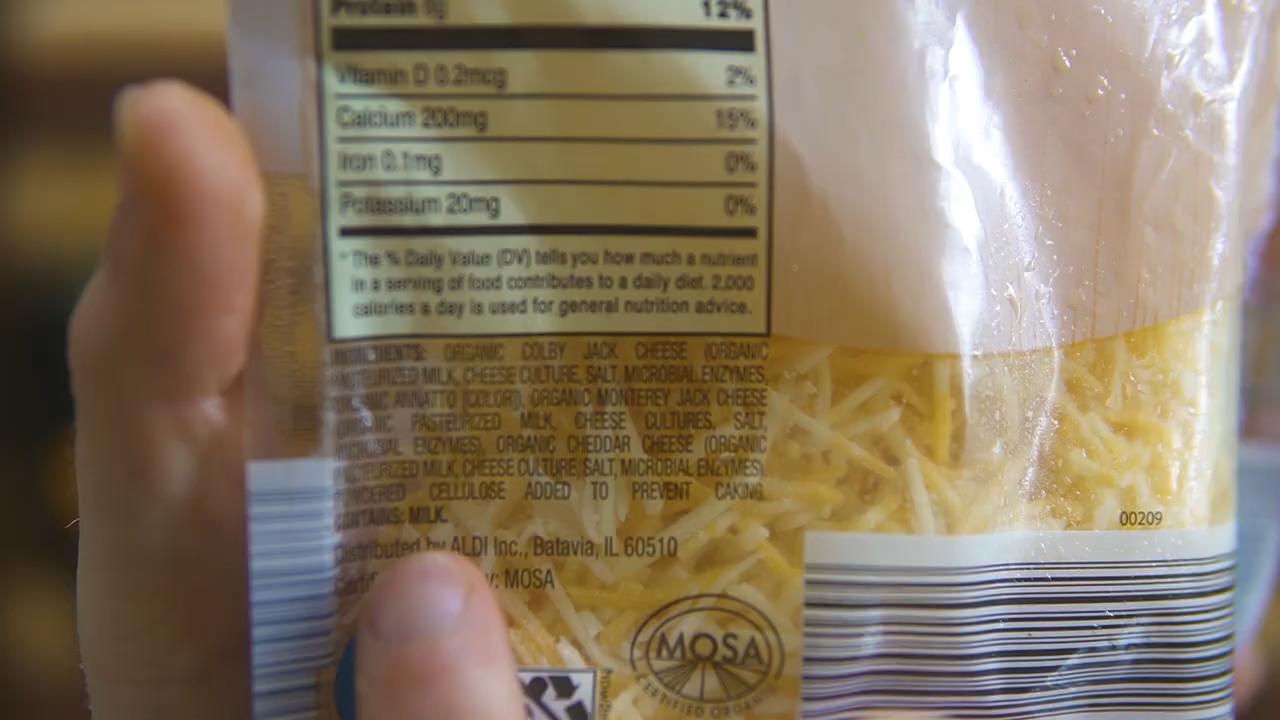 Protein 12%
Vitamin D 0.2mcg 2%
Calcium 200mg 15%
Iron 0.1mg 0%
Potassium 20mg 0%
* The % Daily Value (DV) tells you how much a nutrient
in a serving of food contributes to a daily diet. 2,000
calories a day is used for general nutrition advice.
INGREDIENTS: ORGANIC COLBY JACK CHEESE (ORGANIC
PASTEURIZED MILK, CHEESE CULTURE, SALT, MICROBIAL ENZYMES,
ORGANIC ANNATTO [COLOR]), ORGANIC MONTEREY JACK CHEESE
(ORGANIC PASTEURIZED MILK, CHEESE CULTURES, SALT,
MICROBIAL ENZYMES), ORGANIC CHEDDAR CHEESE (ORGANIC
PASTEURIZED MILK, CHEESE CULTURE, SALT, MICROBIAL ENZYMES)
POWDERED CELLULOSE ADDED TO PREVENT CAKING.
CONTAINS: MILK.
Distributed by ALDI Inc., Batavia, IL 60510
MOSA
00209
MOSA
CERTIFIED ORGANIC